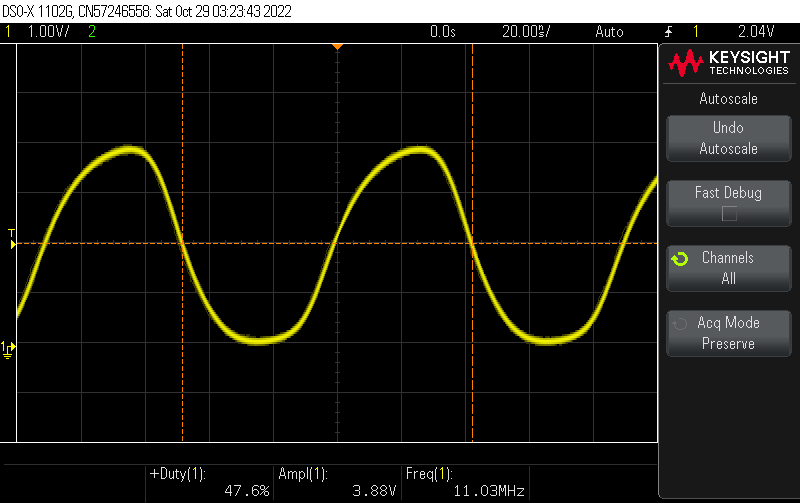 DSO-X 1102G, CN57246558: Sat Oct 29 03:23:43 2022
1 1.00V/ 2 0.0s 20.00ns/ Auto 1 2.04V
KEYSIGHT
TECHNOLOGIES
Autoscale
Undo
Autoscale
Fast Debug
Channels
All
Acq Mode
Preserve
T
1
+Duty(1):
47.6%
Ampl(1):
3.88V
Freq(1):
11.03MHz